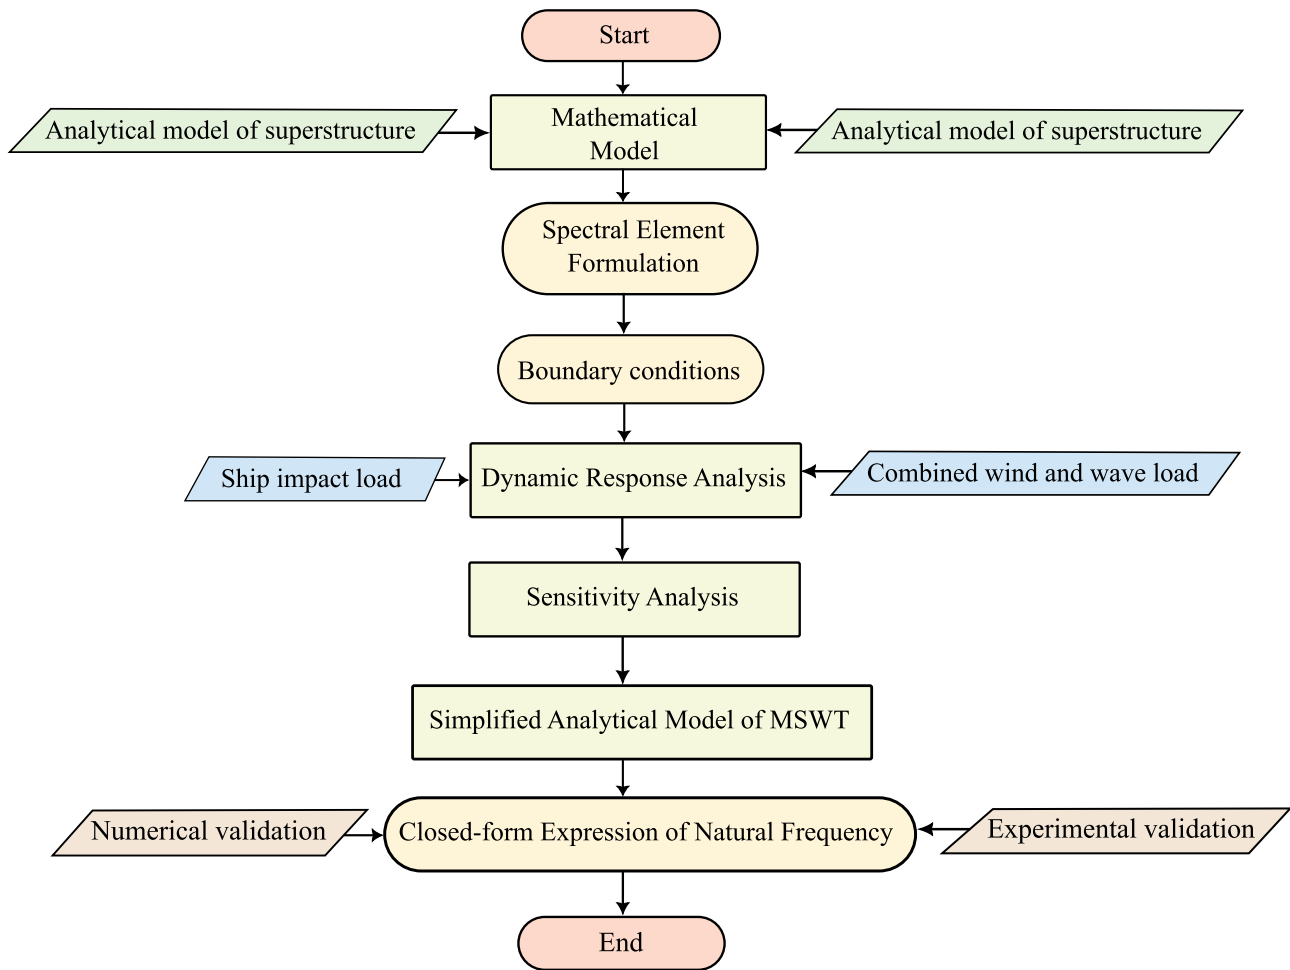 Start
Analytical model of superstructure
Mathematical
Model
Analytical model of superstructure
Spectral Element
Formulation
Boundary conditions
Ship impact load
Dynamic Response Analysis
Combined wind and wave load
Sensitivity Analysis
Simplified Analytical Model of MSWT
Numerical validation
Closed-form Expression of Natural Frequency
Experimental validation
End